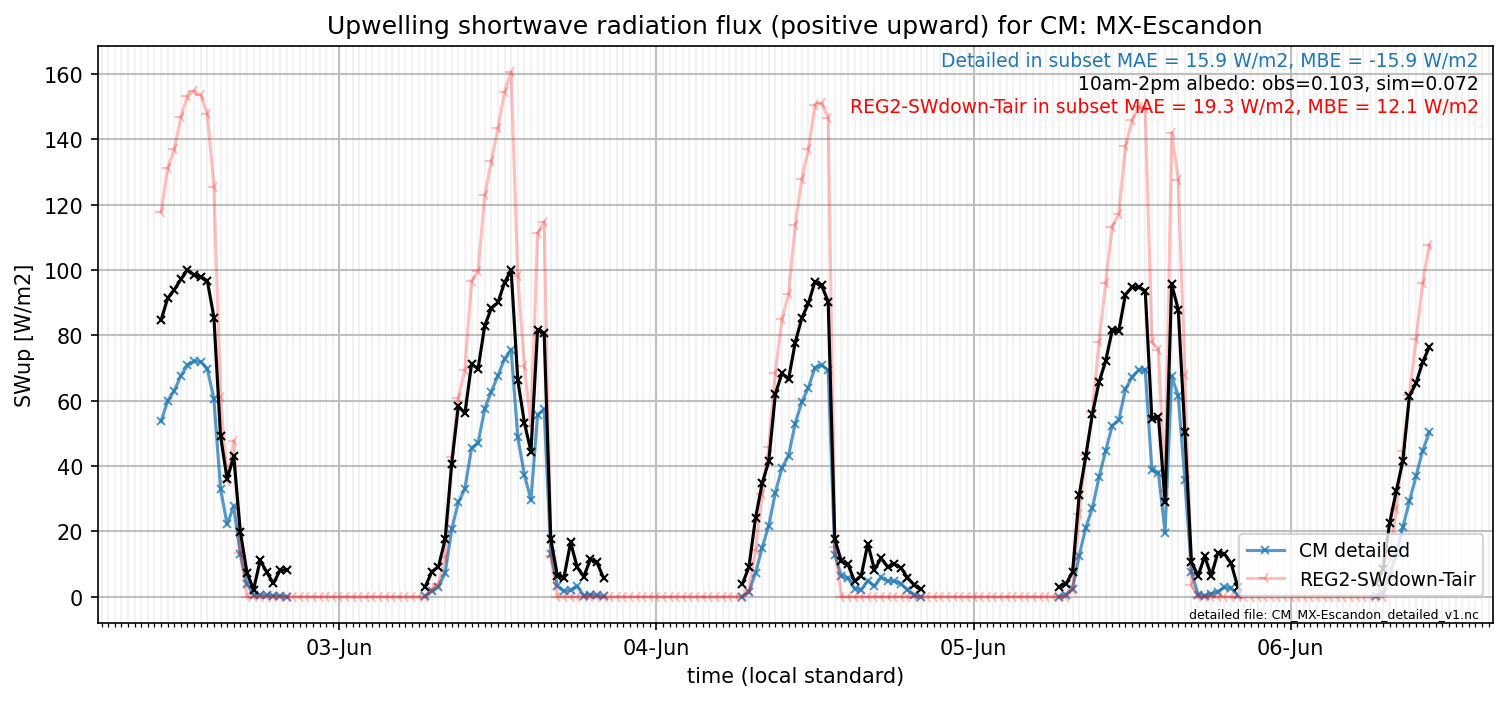 Upwelling shortwave radiation flux (positive upward) for CM: MX-Escandon
Detailed in subset MAE = 15.9 W/m2, MBE = -15.9 W/m2
10am-2pm albedo: obs=0.103, sim=0.072
REG2-SWdown-Tair in subset MAE = 19.3 W/m2, MBE = 12.1 W/m2
SWup [W/m2]
160
140
120
100
80
60
40
20
0
CM detailed
REG2-SWdown-Tair
detailed file: CM_MX-Escandon_detailed_v1.nc
03-Jun
04-Jun
05-Jun
06-Jun
time (local standard)